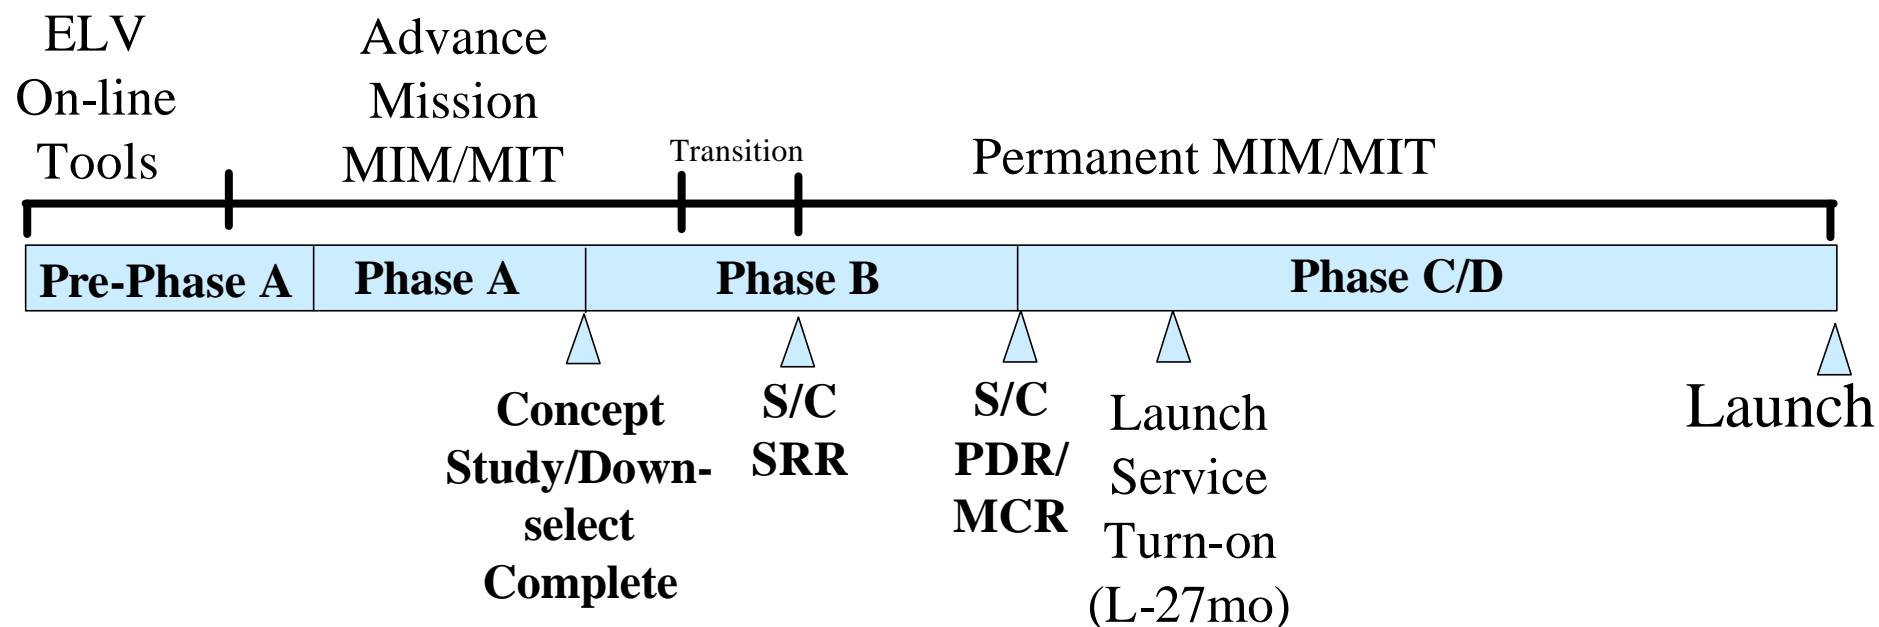 ELV
On-line
Tools
Advance
Mission
MIM/MIT
Transition
Permanent MIM/MIT
Pre-Phase A
Phase A
Phase B
Phase C/D
Concept
Study/Down-
select
Complete
S/C
SRR
S/C
PDR/
MCR
Launch
Service
Turn-on
(L-27mo)
Launch